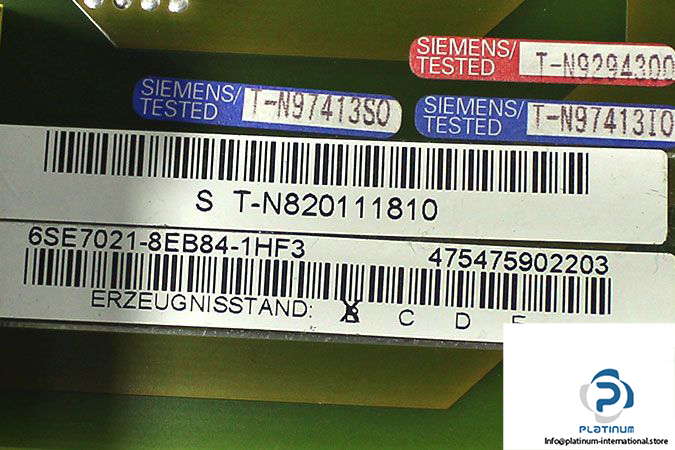 SIEMENS/
TESTED T-N9294300
SIEMENS/
TESTED T-N97413S0
SIEMENS/
TESTED T-N97413I0
S T-N820111810
6SE7021-8EB84-1HF3 475475902203
ERZEUGNISSTAND: B C D E
PLATINUM
Info@platinum-international.store